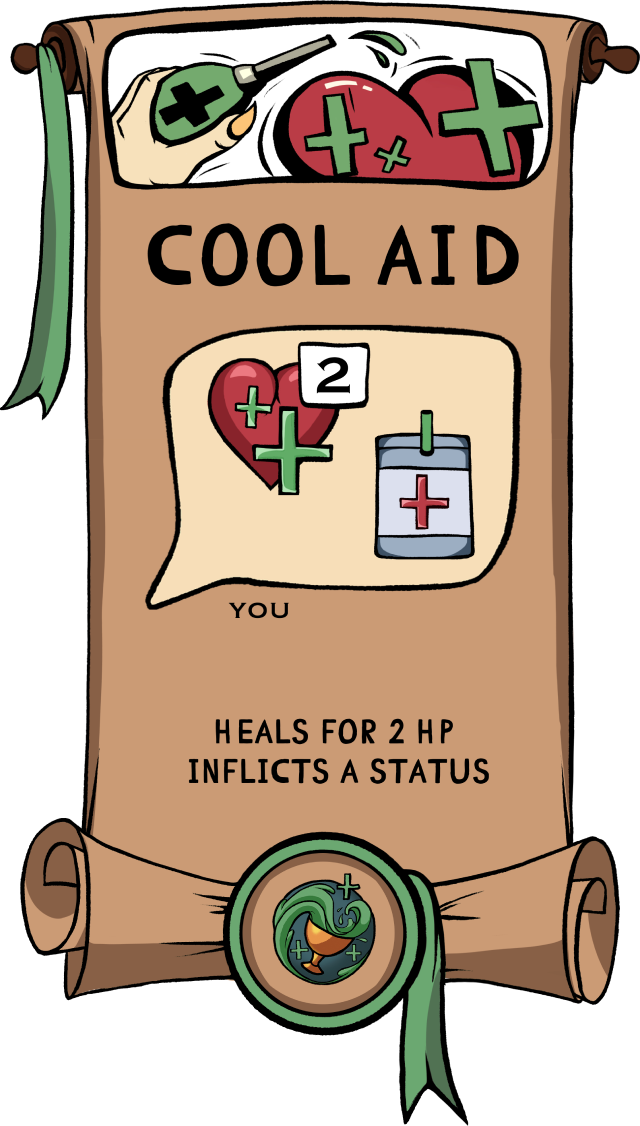 COOL AID
2
YOU
HEALS FOR 2 HP
INFLICTS A STATUS